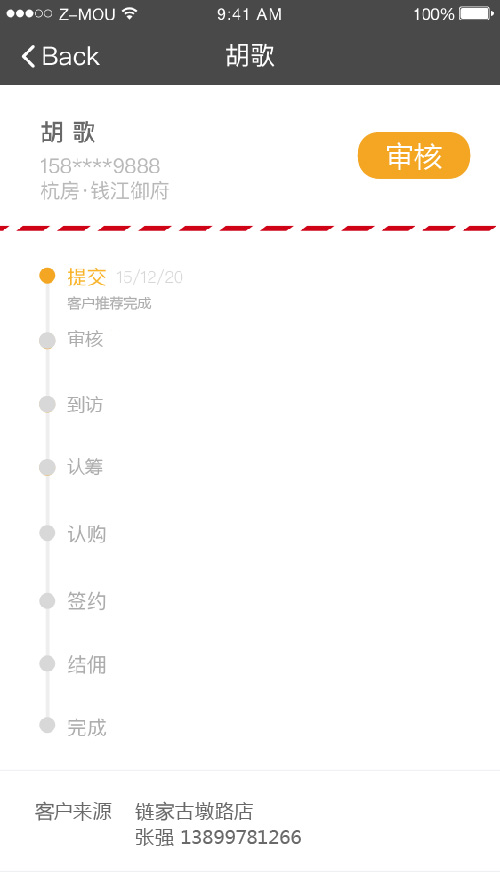 Z-MOU 9:41 AM 100%
Back 胡歌
胡 歌
158****9888
杭房·钱江御府
审核
提交 15/12/20
客户推荐完成
审核
到访
认筹
认购
签约
结佣
完成
客户来源 链家古墩路店
张强 13899781266